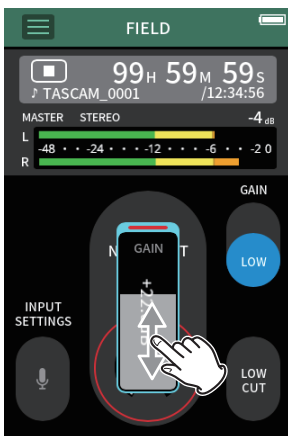 FIELD
99H 59M 59S
♪ TASCAM_0001 /12:34:56
MASTER STEREO -4 dB
L
-48 · · -24 · · · -12 · · · -6 · · -2 0
R
GAIN
GAIN
LOW
INPUT
SETTINGS
LOW
CUT